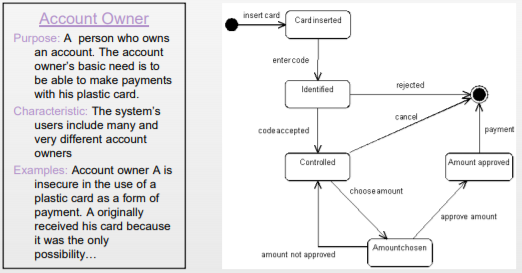 Account Owner
Purpose: A person who owns
an account. The account
owner's basic need is to
be able to make payments
with his plastic card.
Characteristic: The system's
users include many and
very different account
owners
Examples: Account owner A is
insecure in the use of a
plastic card as a form of
payment. A originally
received his card because
it was the only
possibility…
insert card
Card inserted
enter code
Identified
rejected
code accepted
cancel
payment
Controlled
Amount approved
choose amount
approve amount
amount not approved
Amount chosen